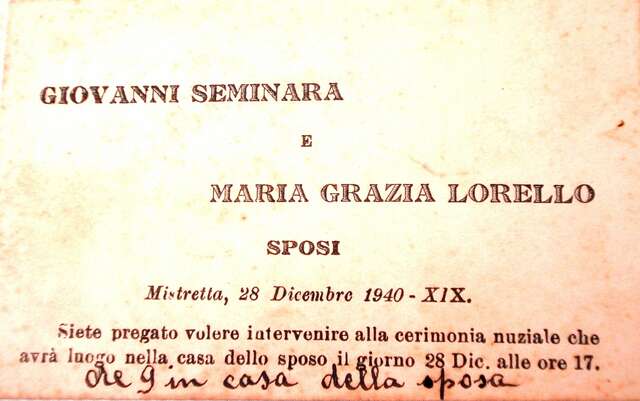 GIOVANNI SEMINARA
E
MARIA GRAZIA LORELLO
SPOSI
Mistretta, 28 Dicembre 1940 - XIX.
Siete pregato volere intervenire alla cerimonia nuziale che
avrà luogo nella casa dello sposo il giorno 28 Dic. alle ore 17.
ore 9 in casa della sposa